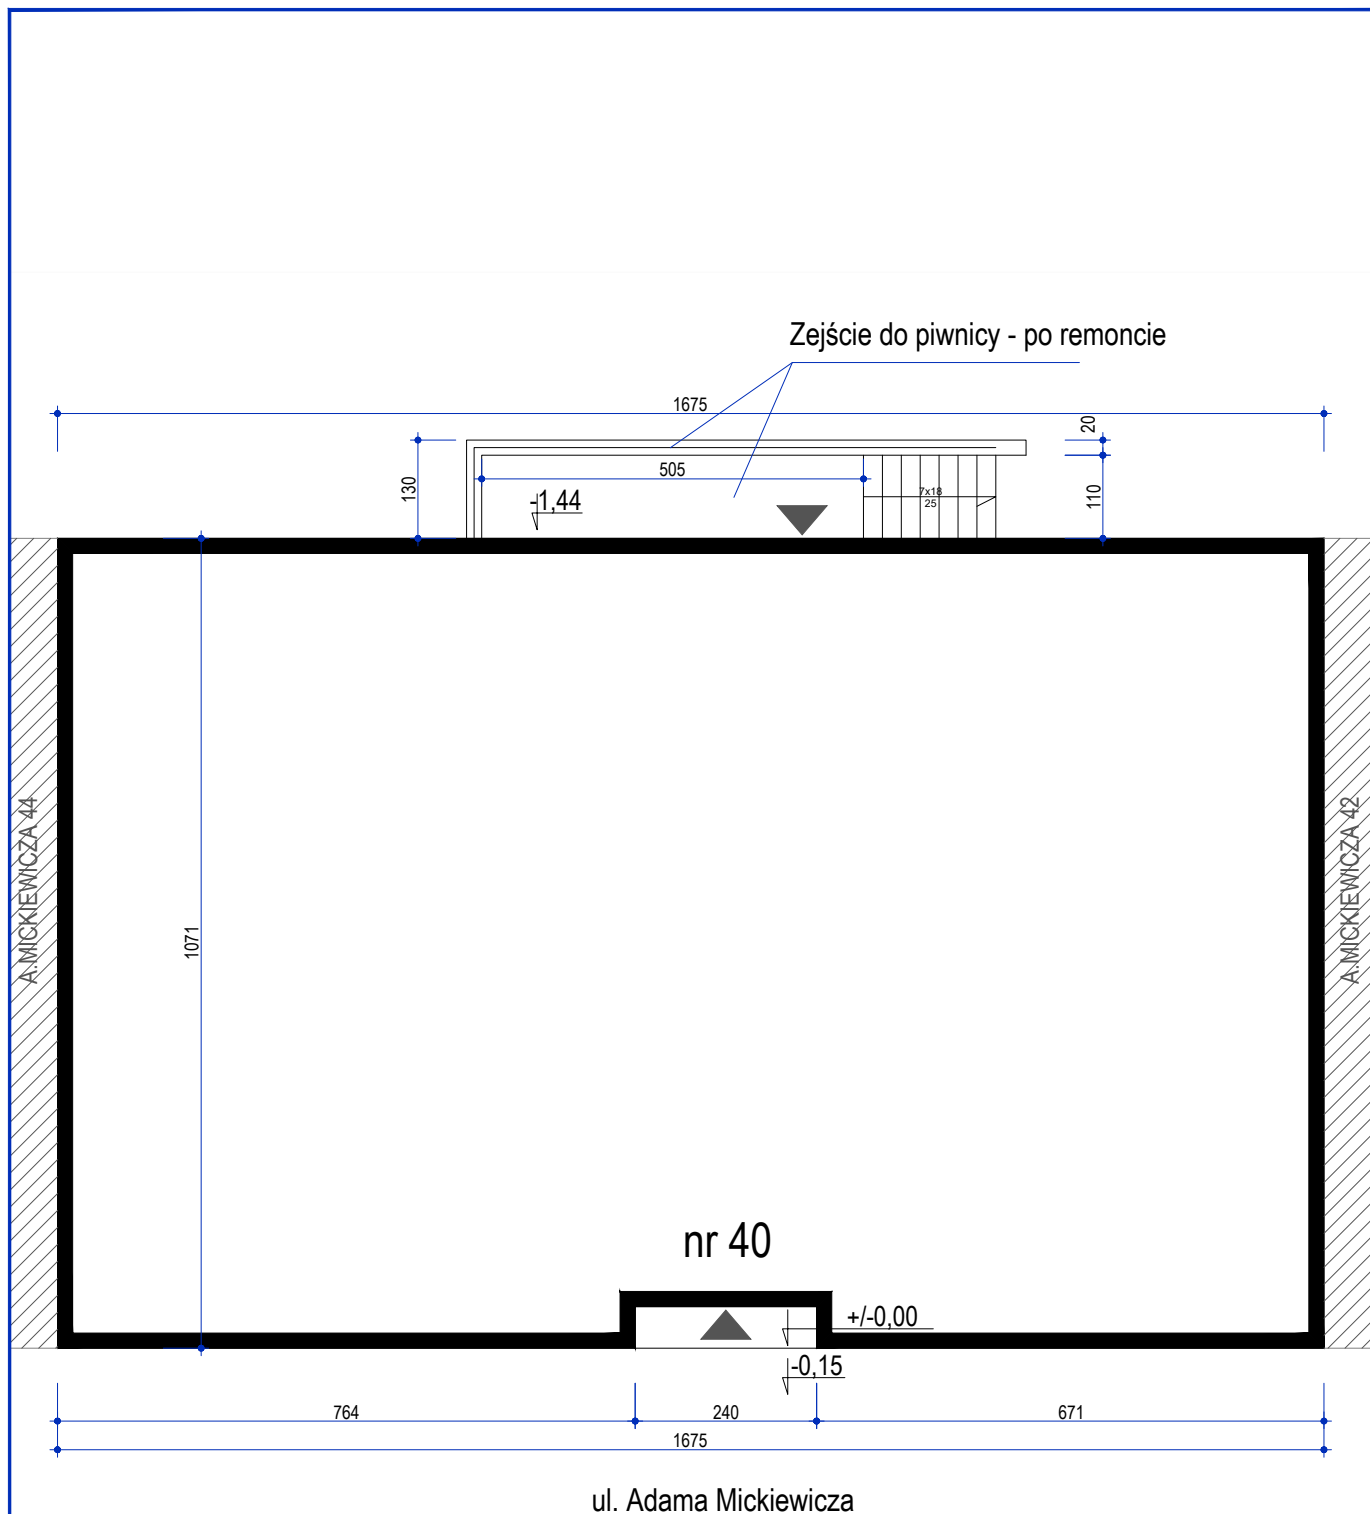 Zejście do piwnicy - po remoncie
1675
20
130
505
110
7x18
25
-1,44
A.MICKIEWICZA 44
A.MICKIEWICZA 42
1071
nr 40
+/-0,00
-0,15
764
240
671
1675
ul. Adama Mickiewicza